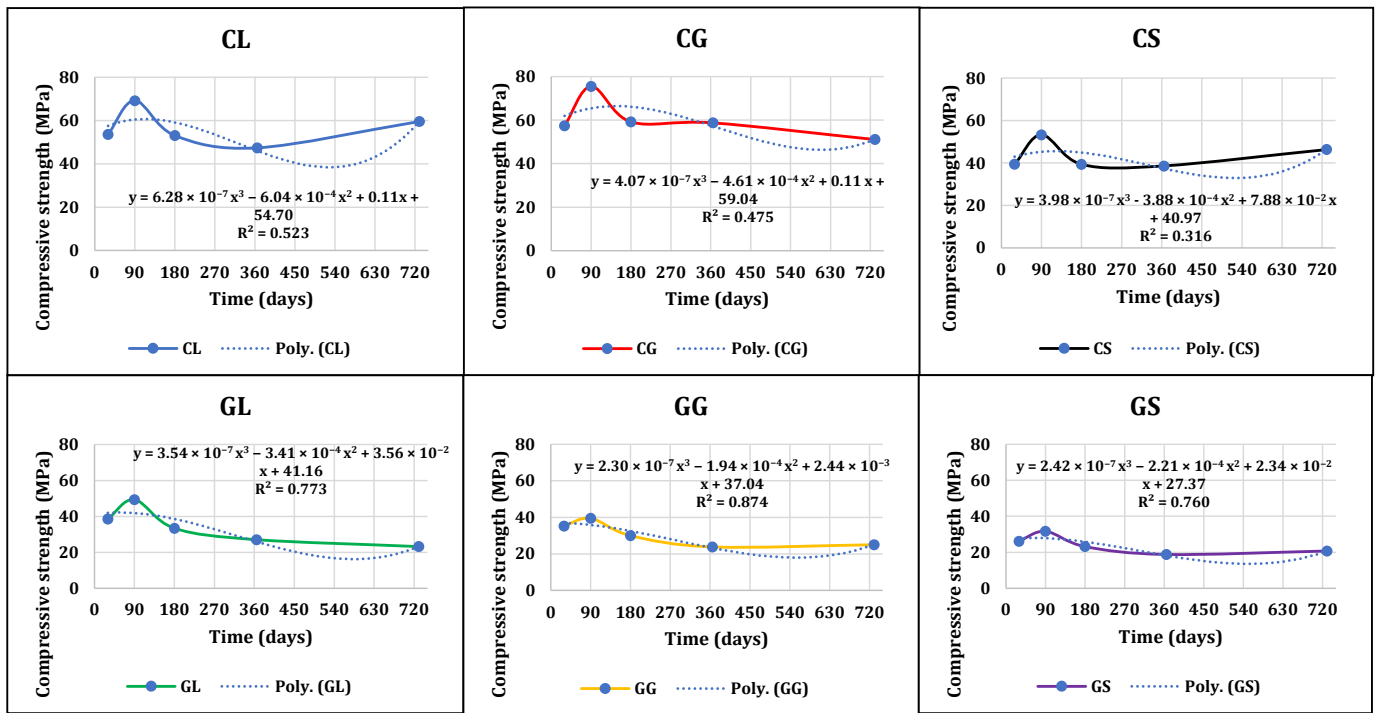 CL
Compressive strength (MPa)
80
60
40
20
0
y = 6.28 × 10⁻⁷ x³ – 6.04 × 10⁻⁴ x² + 0.11x +
54.70
R² = 0.523
0 90 180 270 360 450 540 630 720
Time (days)
CL Poly. (CL)
CG
Compressive strength (MPa)
80
60
40
20
0
y = 4.07 × 10⁻⁷ x³ – 4.61 × 10⁻⁴ x² + 0.11 x +
59.04
R² = 0.475
0 90 180 270 360 450 540 630 720
Time (days)
CG Poly. (CG)
CS
Compressive strength (MPa)
80
60
40
20
0
y = 3.98 × 10⁻⁷ x³ - 3.88 × 10⁻⁴ x² + 7.88 × 10⁻² x
+ 40.97
R² = 0.316
0 90 180 270 360 450 540 630 720
Time (days)
CS Poly. (CS)
GL
Compressive strength (MPa)
80
60
40
20
0
y = 3.54 × 10⁻⁷ x³ – 3.41 × 10⁻⁴ x² + 3.56 × 10⁻²
x + 41.16
R² = 0.773
0 90 180 270 360 450 540 630 720
Time (days)
GL Poly. (GL)
GG
Compressive strength (MPa)
80
60
40
20
0
y = 2.30 × 10⁻⁷ x³ – 1.94 × 10⁻⁴ x² + 2.44 × 10⁻³
x + 37.04
R² = 0.874
0 90 180 270 360 450 540 630 720
Time (days)
GG Poly. (GG)
GS
Compressive strength (MPa)
80
60
40
20
0
y = 2.42 × 10⁻⁷ x³ – 2.21 × 10⁻⁴ x² + 2.34 × 10⁻²
x + 27.37
R² = 0.760
0 90 180 270 360 450 540 630 720
Time (days)
GS Poly. (GS)